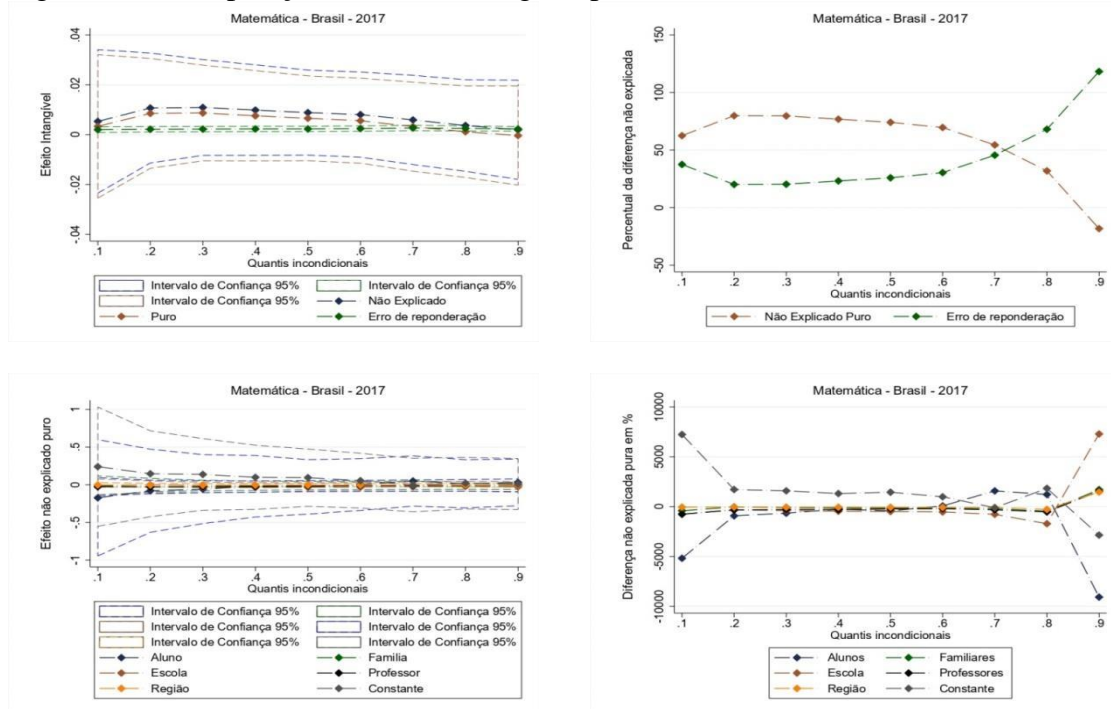 Matemática - Brasil - 2017
Efeito Intangível
.04
.02
0
-.02
-.04
.1 .2 .3 .4 .5 .6 .7 .8 .9
Quantis incondicionais
Intervalo de Confiança 95% Intervalo de Confiança 95%
Intervalo de Confiança 95% Não Explicado
Puro Erro de reponderação
Matemática - Brasil - 2017
Percentual da diferença não explicada
150
100
50
0
-50
.1 .2 .3 .4 .5 .6 .7 .8 .9
Quantis incondicionais
Não Explicado Puro Erro de reponderação
Matemática - Brasil - 2017
Efeito não explicado puro
1
.5
0
-.5
-1
.1 .2 .3 .4 .5 .6 .7 .8 .9
Quantis incondicionais
Intervalo de Confiança 95% Intervalo de Confiança 95%
Intervalo de Confiança 95% Intervalo de Confiança 95%
Intervalo de Confiança 95% Intervalo de Confiança 95%
Aluno Familia
Escola Professor
Região Constante
Matemática - Brasil - 2017
Diferença não explicada pura em %
10000
5000
0
-5000
-10000
.1 .2 .3 .4 .5 .6 .7 .8 .9
Quantis incondicionais
Alunos Familiares
Escola Professores
Região Constante